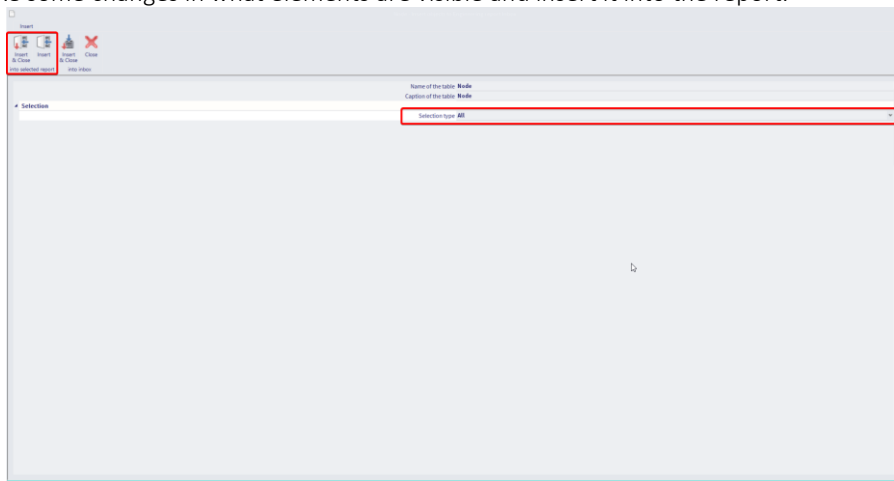 some changes in what elements are visible and insert it into the report.
Insert
Insert & Close
Insert
Insert & Close
Close
into selected report
into inbox
Name of the table Node
Caption of the table Node
Selection
Selection type All